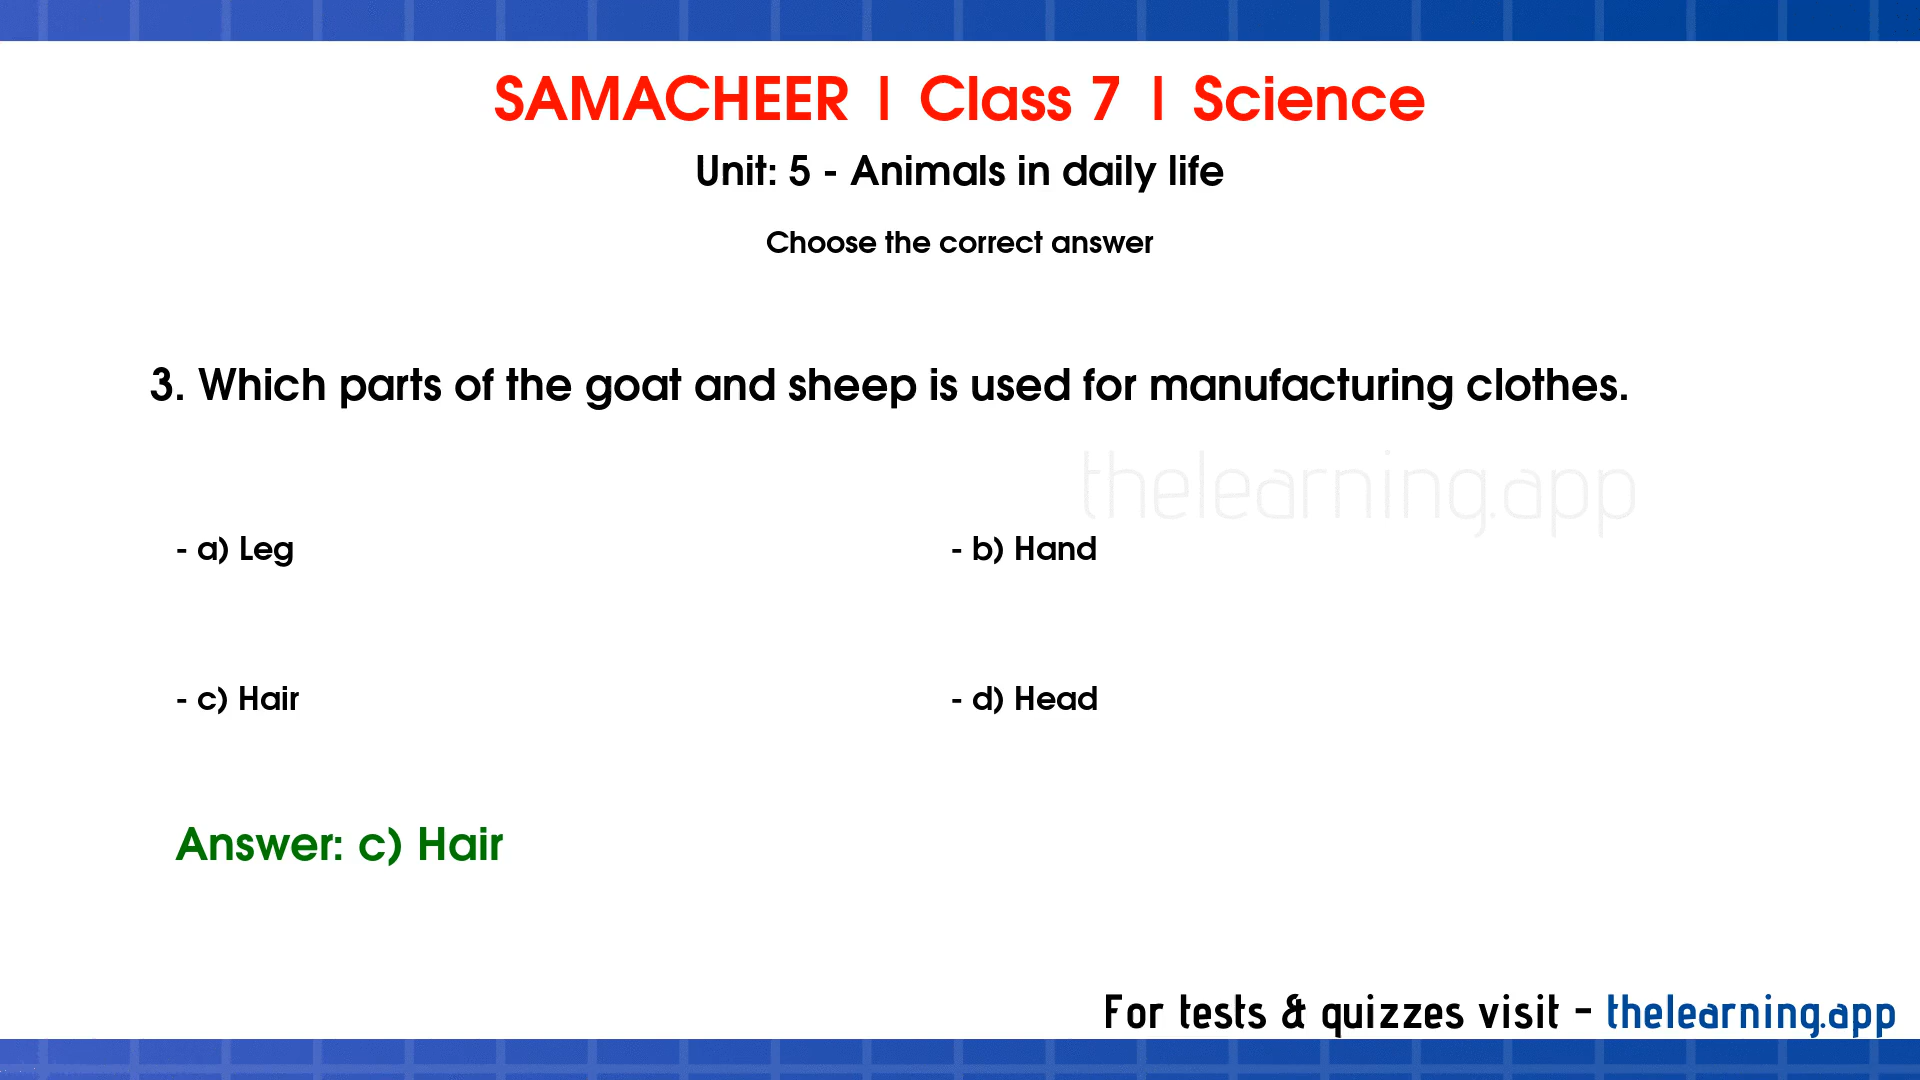 SAMACHEER | Class 7 | Science
Unit: 5 - Animals in daily life
Choose the correct answer
3. Which parts of the goat and sheep is used for manufacturing clothes.
thelearning.app
- a) Leg
- b) Hand
- c) Hair
- d) Head
Answer: c) Hair
For tests & quizzes visit - thelearning.app